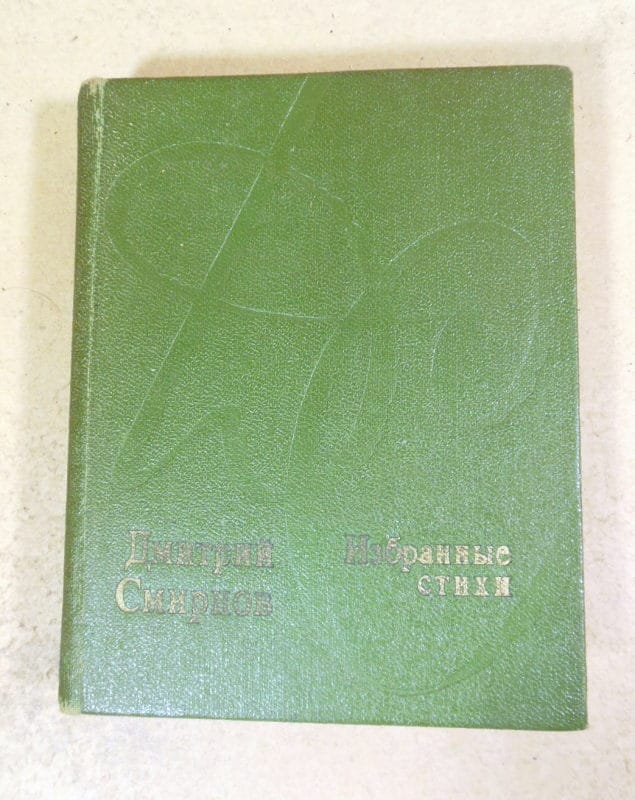 Дмитрий
Смирнов
Избранные
стихи